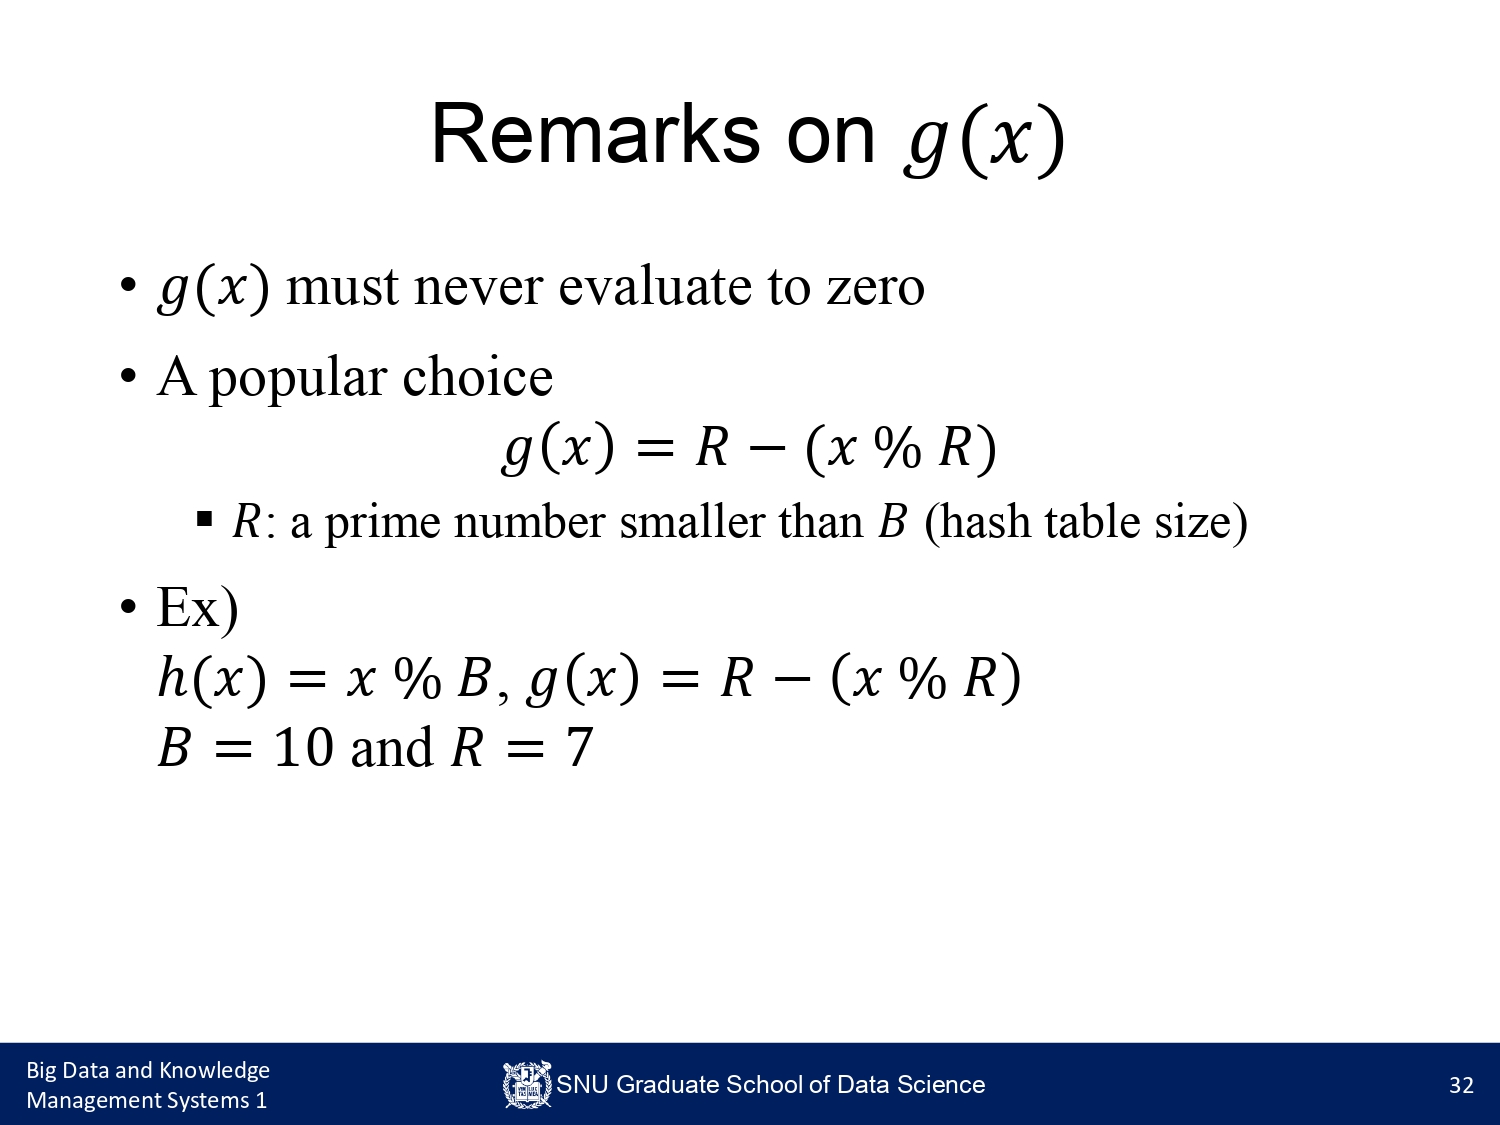 Remarks on 𝑔(𝑥)
• 𝑔(𝑥) must never evaluate to zero
• A popular choice
𝑔(𝑥) = 𝑅 − (𝑥 % 𝑅)
▪ 𝑅: a prime number smaller than 𝐵 (hash table size)
• Ex)
ℎ(𝑥) = 𝑥 % 𝐵, 𝑔(𝑥) = 𝑅 − (𝑥 % 𝑅)
𝐵 = 10 and 𝑅 = 7
Big Data and Knowledge
Management Systems 1
SNU Graduate School of Data Science
32